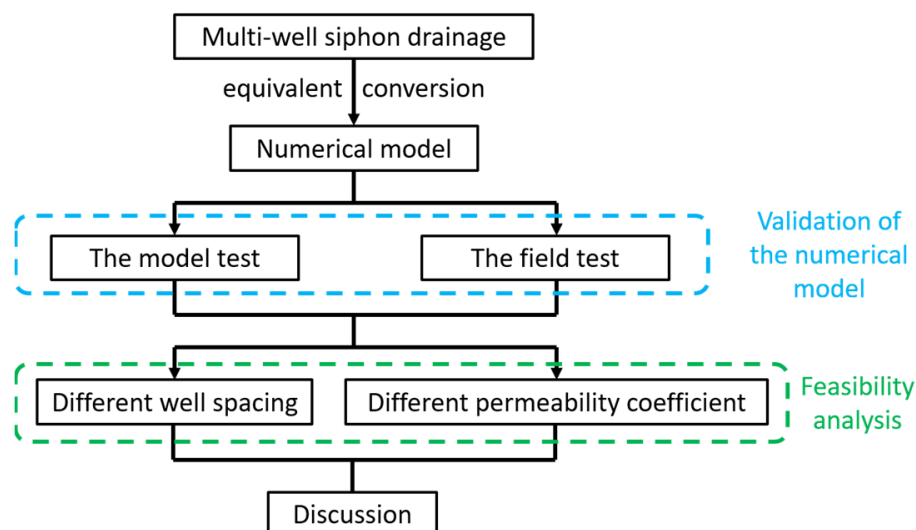 Multi-well siphon drainage
equivalent conversion
Numerical model
The model test
The field test
Validation of
the numerical
model
Different well spacing
Different permeability coefficient
Feasibility
analysis
Discussion